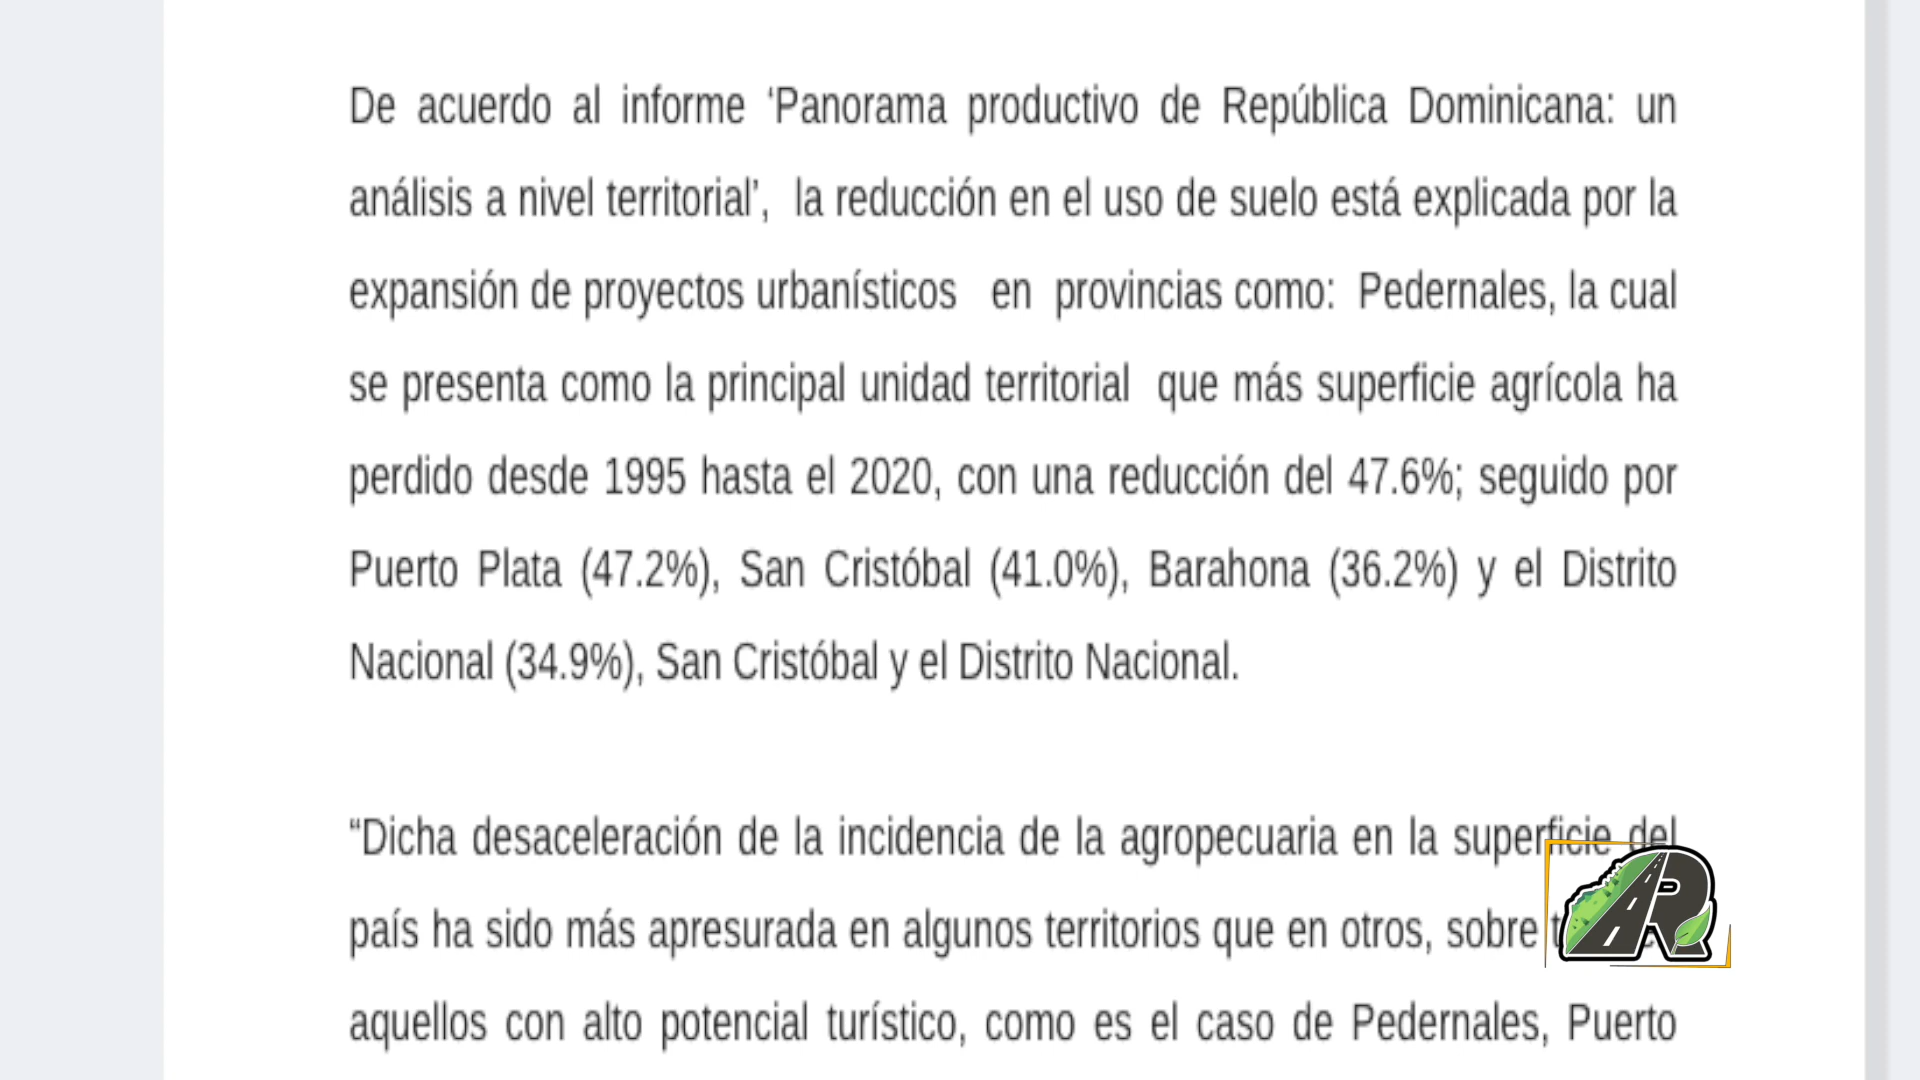 De acuerdo al informe ‘Panorama productivo de República Dominicana: un
análisis a nivel territorial’, la reducción en el uso de suelo está explicada por la
expansión de proyectos urbanísticos en provincias como: Pedernales, la cual
se presenta como la principal unidad territorial que más superficie agrícola ha
perdido desde 1995 hasta el 2020, con una reducción del 47.6%; seguido por
Puerto Plata (47.2%), San Cristóbal (41.0%), Barahona (36.2%) y el Distrito
Nacional (34.9%), San Cristóbal y el Distrito Nacional.
“Dicha desaceleración de la incidencia de la agropecuaria en la superficie del
país ha sido más apresurada en algunos territorios que en otros, sobre
aquellos con alto potencial turístico, como es el caso de Pedernales, Puerto
R